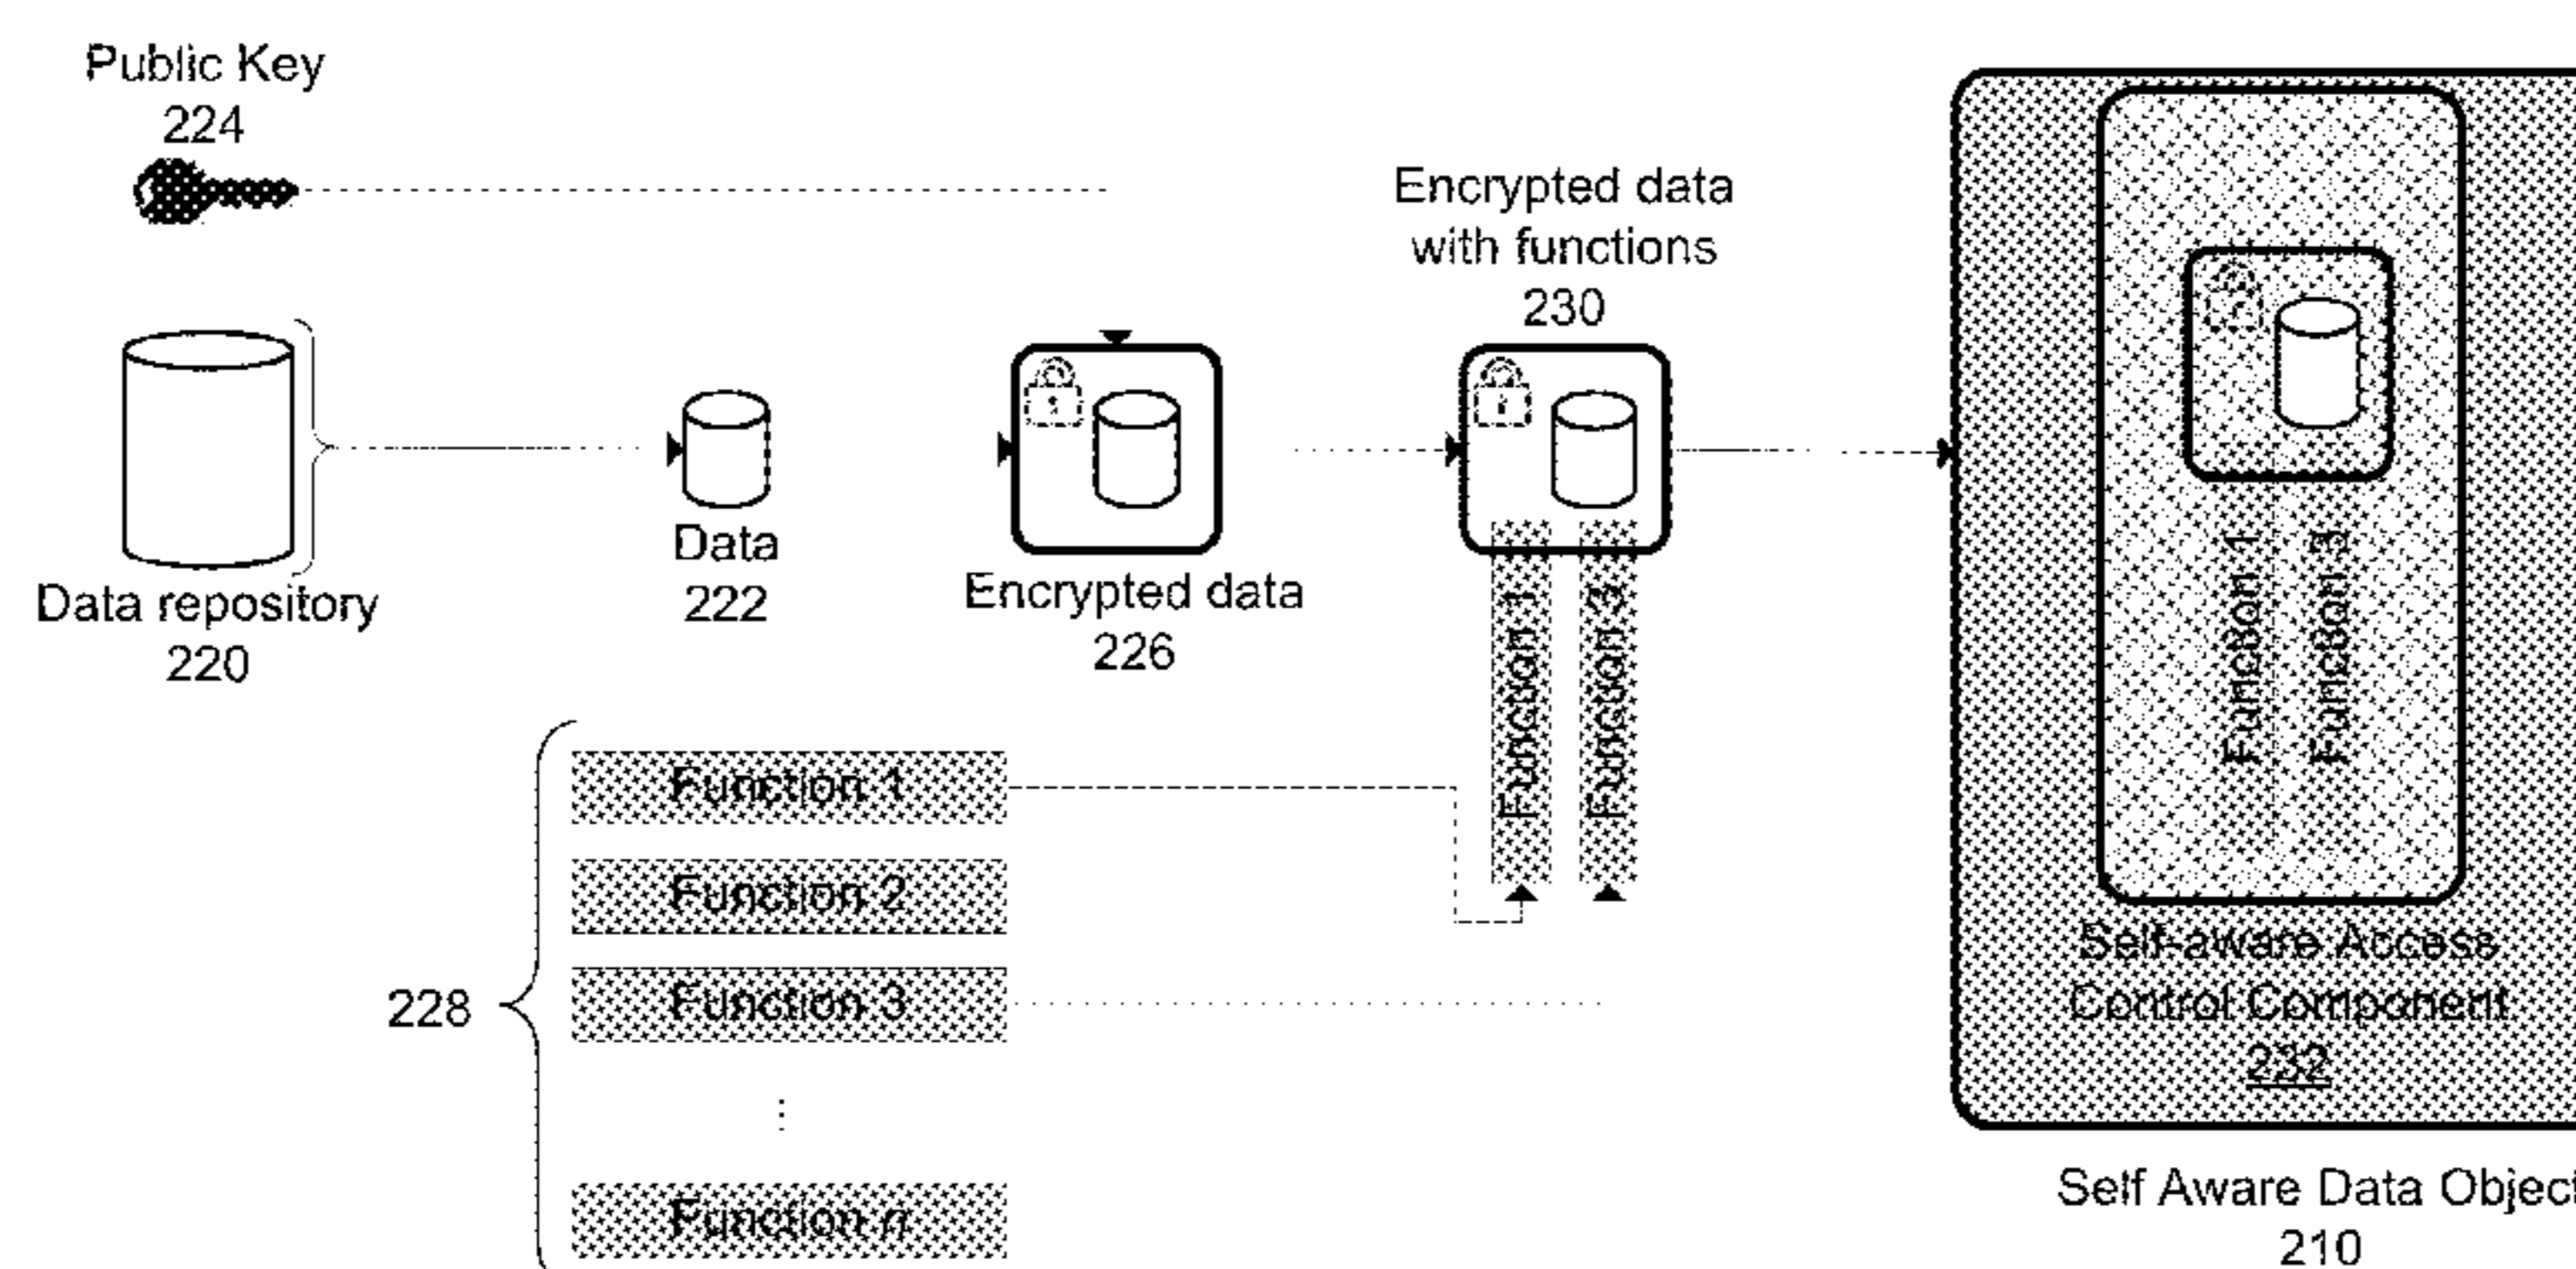 Public Key
224
Encrypted data
with functions
230
Data repository
220
Data
222
Encrypted data
226
Function 1
Function 3
Function 1
Function 3
228
Function 1
Function 2
Function 3
⋮
Function n
Self-aware Access
Control Component
232
Self Aware Data Object
210